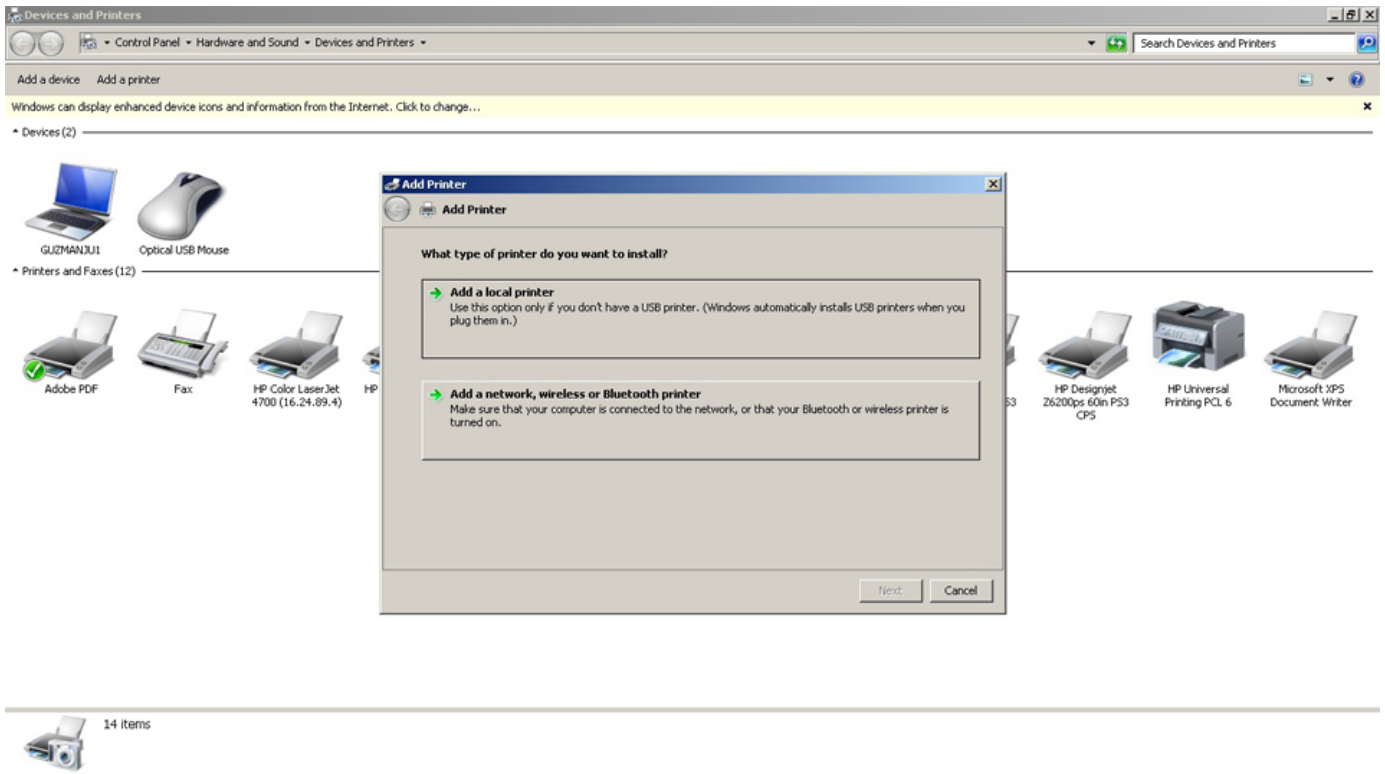 Devices and Printers
Control Panel Hardware and Sound Devices and Printers
Search Devices and Printers
Add a device Add a printer
Windows can display enhanced device icons and information from the Internet. Click to change...
Devices (2)
GUZMANJU1
Optical USB Mouse
Printers and Faxes (12)
Adobe PDF
Fax
HP Color LaserJet
4700 (16.24.89.4)
HP
Add Printer
Add Printer
What type of printer do you want to install?
Add a local printer
Use this option only if you don't have a USB printer. (Windows automatically installs USB printers when you
plug them in.)
Add a network, wireless or Bluetooth printer
Make sure that your computer is connected to the network, or that your Bluetooth or wireless printer is
turned on.
Next
Cancel
HP Designjet
Z6200ps 60in PS3
CPS
HP Universal
Printing PCL 6
Microsoft XPS
Document Writer
14 items